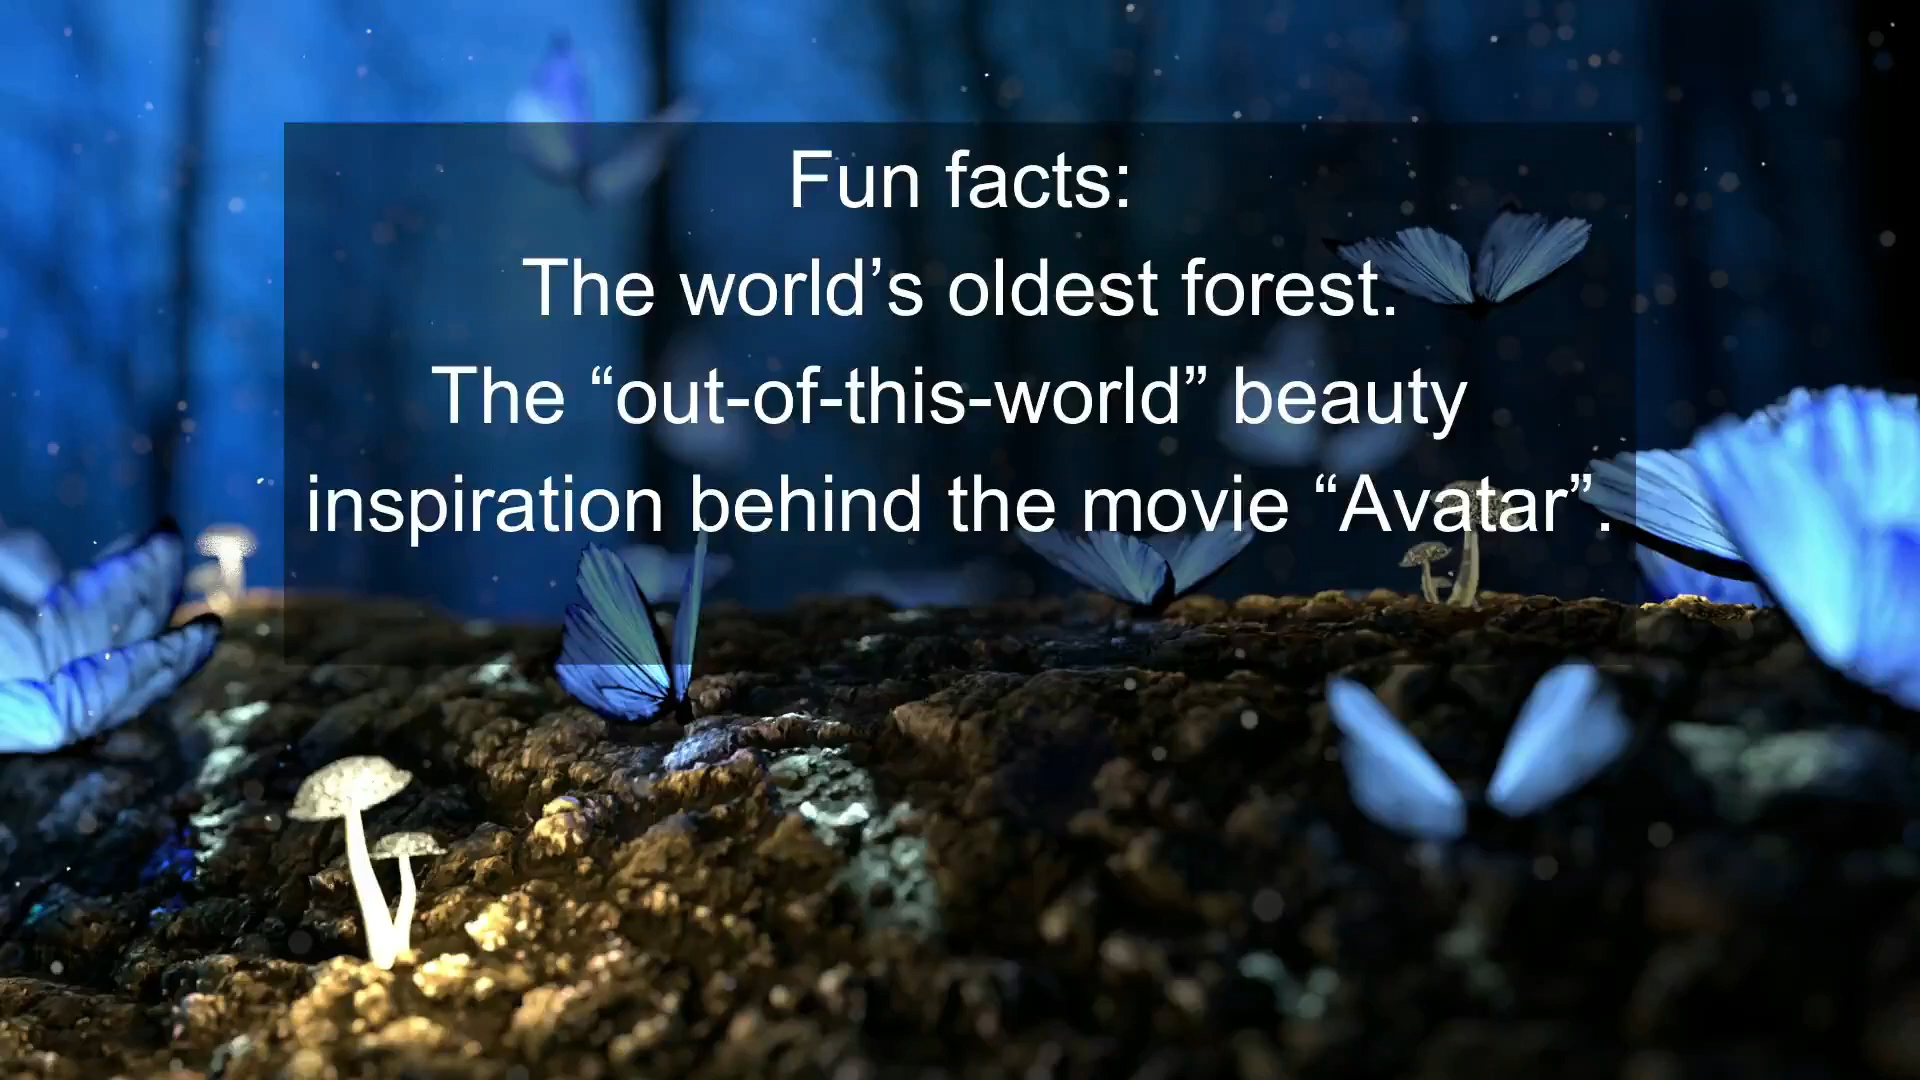 Fun facts:
The world’s oldest forest.
The “out-of-this-world” beauty
inspiration behind the movie “Avatar”.